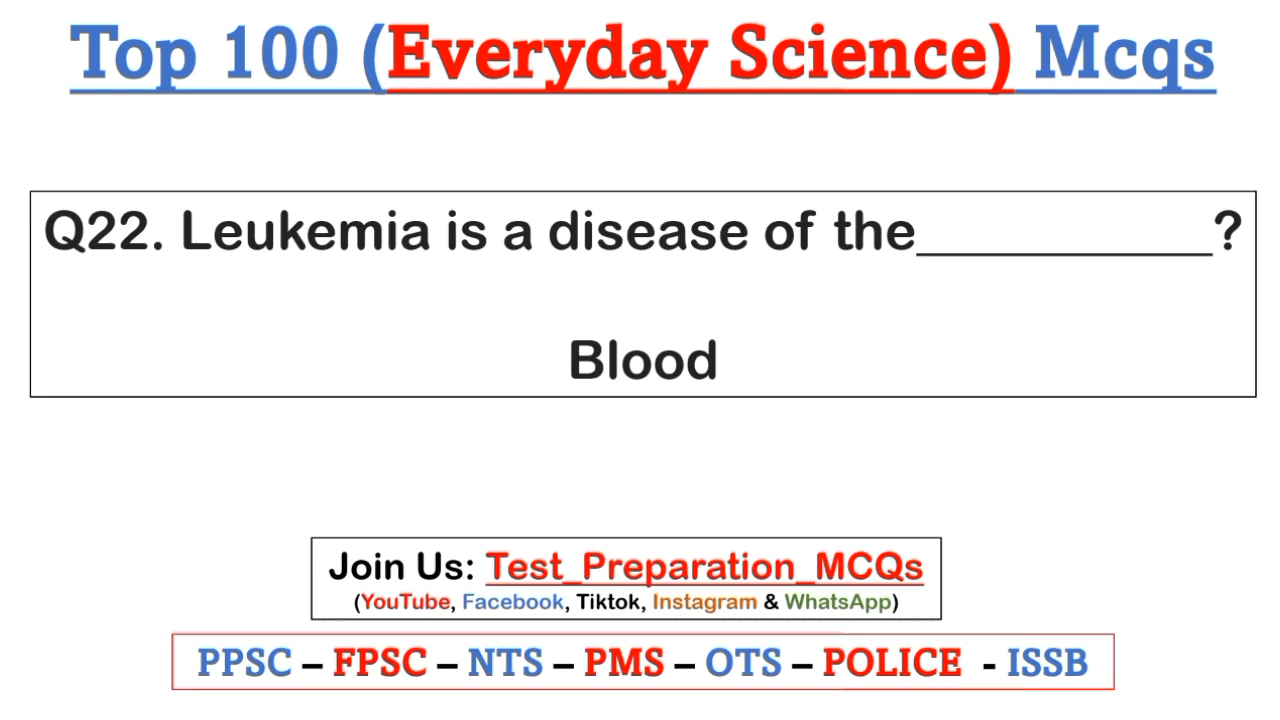 Top 100 (Everyday Science) Mcqs
Q22. Leukemia is a disease of the___________?
Blood
Join Us: Test_Preparation_MCQs
(YouTube, Facebook, Tiktok, Instagram & WhatsApp)
PPSC – FPSC – NTS – PMS – OTS – POLICE - ISSB